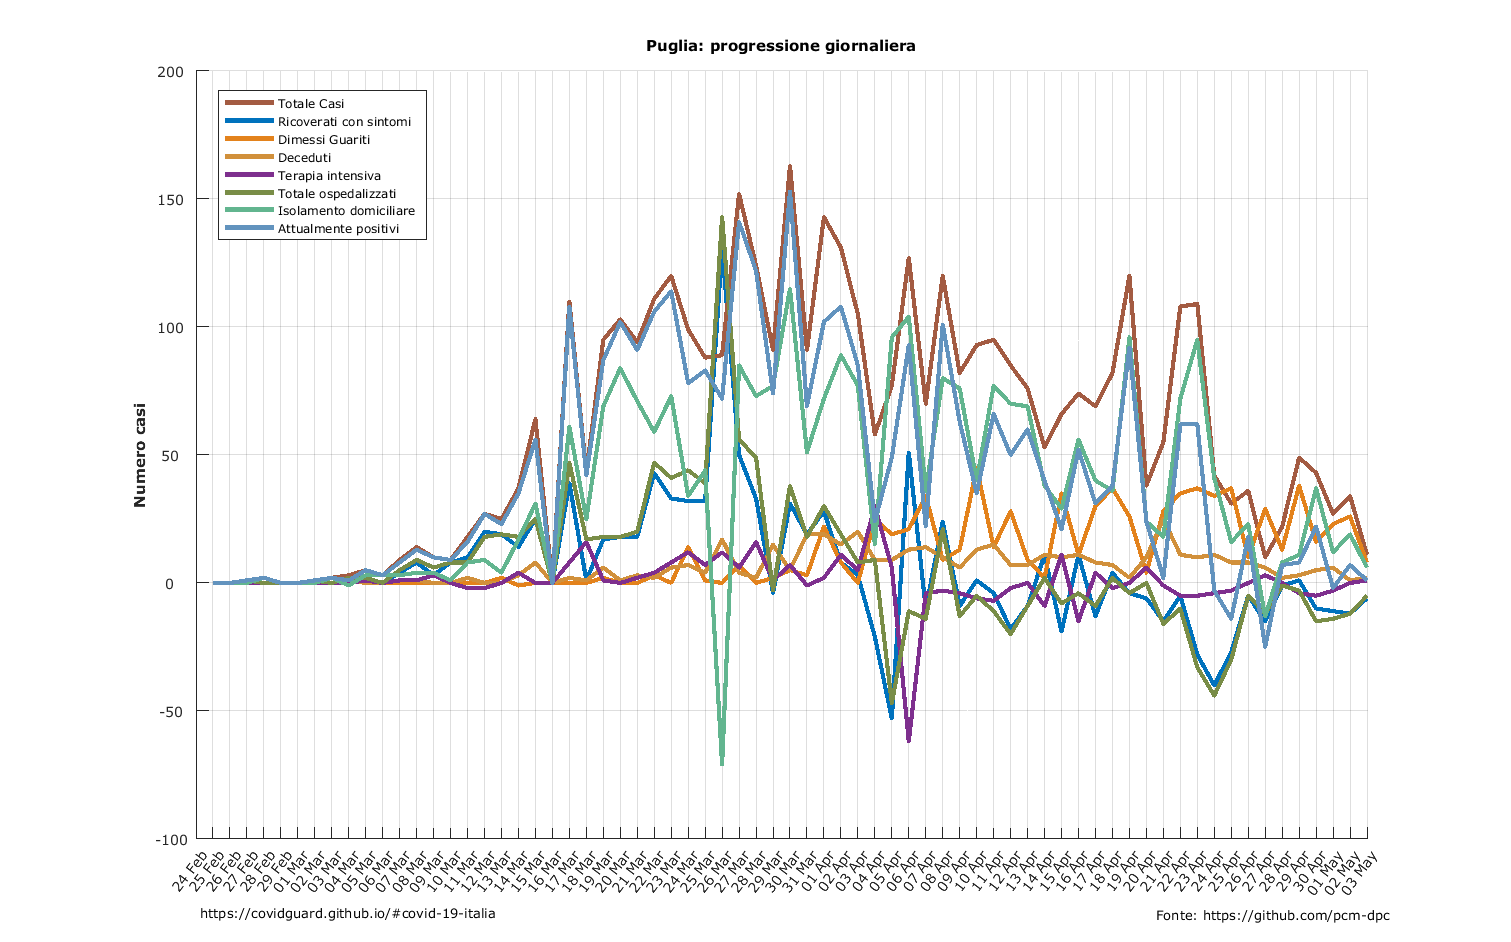 Puglia: progressione giornaliera
200
150
100
50
0
-50
-100
Numero casi
Totale Casi
Ricoverati con sintomi
Dimessi Guariti
Deceduti
Terapia intensiva
Totale ospedalizzati
Isolamento domiciliare
Attualmente positivi
24 Feb
25 Feb
26 Feb
27 Feb
28 Feb
29 Feb
01 Mar
02 Mar
03 Mar
04 Mar
05 Mar
06 Mar
07 Mar
08 Mar
09 Mar
10 Mar
11 Mar
12 Mar
13 Mar
14 Mar
15 Mar
16 Mar
17 Mar
18 Mar
19 Mar
20 Mar
21 Mar
22 Mar
23 Mar
24 Mar
25 Mar
26 Mar
27 Mar
28 Mar
29 Mar
30 Mar
31 Mar
01 Apr
02 Apr
03 Apr
04 Apr
05 Apr
06 Apr
07 Apr
08 Apr
09 Apr
10 Apr
11 Apr
12 Apr
13 Apr
14 Apr
15 Apr
16 Apr
17 Apr
18 Apr
19 Apr
20 Apr
21 Apr
22 Apr
23 Apr
24 Apr
25 Apr
26 Apr
27 Apr
28 Apr
29 Apr
30 Apr
01 May
02 May
03 May
https://covidguard.github.io/#covid-19-italia
Fonte: https://github.com/pcm-dpc